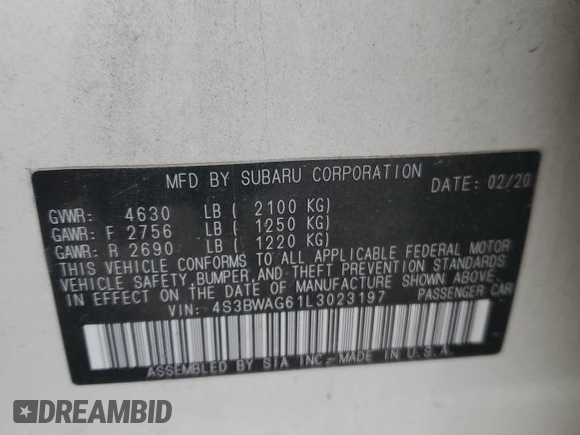 MFD BY SUBARU CORPORATION DATE: 02/20
GVWR: 4630 LB ( 2100 KG)
GAWR: F 2756 LB ( 1250 KG)
GAWR: R 2690 LB ( 1220 KG)
THIS VEHICLE CONFORMS TO ALL APPLICABLE FEDERAL MOTOR
VEHICLE SAFETY,BUMPER,AND THEFT PREVENTION STANDARDS
IN EFFECT ON THE DATE OF MANUFACTURE SHOWN ABOVE.
VIN: 4S3BWAG61L3023197 PASSENGER CAR
ASSEMBLED BY SIA INC. MADE IN U.S.A.
DREAMBID